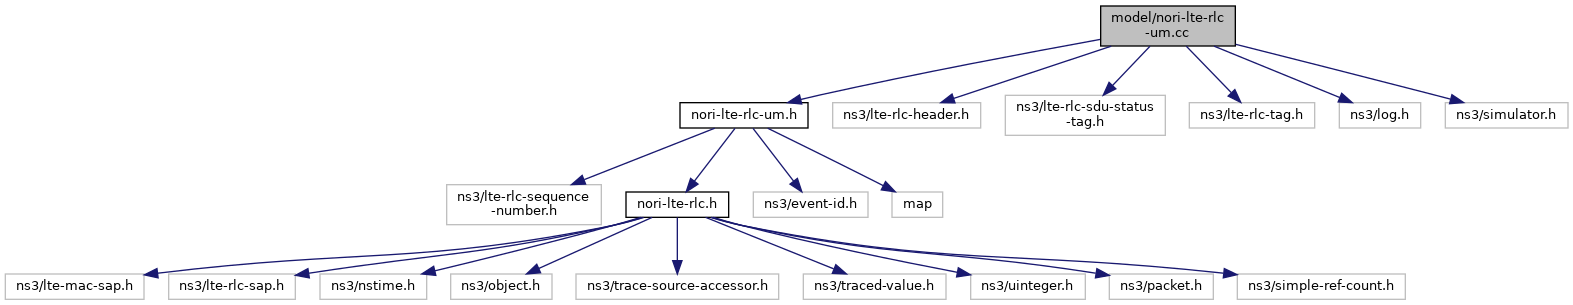 model/nori-lte-rlc
-um.cc
nori-lte-rlc-um.h
ns3/lte-rlc-header.h
ns3/lte-rlc-sdu-status
-tag.h
ns3/lte-rlc-tag.h
ns3/log.h
ns3/simulator.h
ns3/lte-rlc-sequence
-number.h
nori-lte-rlc.h
ns3/event-id.h
map
ns3/lte-mac-sap.h
ns3/lte-rlc-sap.h
ns3/nstime.h
ns3/object.h
ns3/trace-source-accessor.h
ns3/traced-value.h
ns3/uinteger.h
ns3/packet.h
ns3/simple-ref-count.h